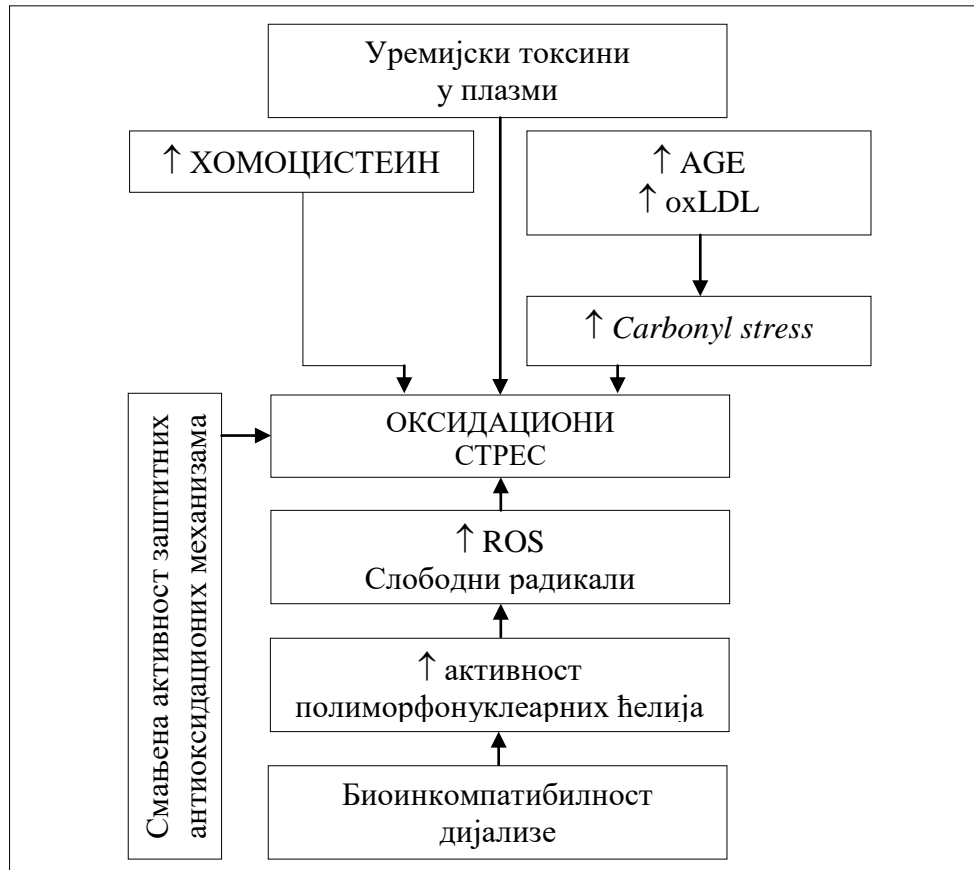 Уремијски токсини
у плазми
↑ ХОМОЦИСТЕИН
↑ AGE
↑ oxLDL
↑ Carbonyl stress
ОКСИДАЦИОНИ
СТРЕС
Смањена активност заштитних
антиоксидационих механизама
↑ ROS
Слободни радикали
↑ активност
полиморфонуклеарних ћелија
Биоинкомпатибилност
дијализе